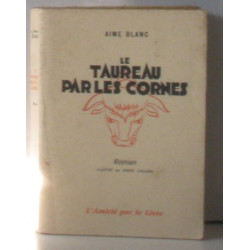 AIMÉ BLANC
LE
TAUREAU
PAR LES CORNES
Roman
L'Amitié par le Livre